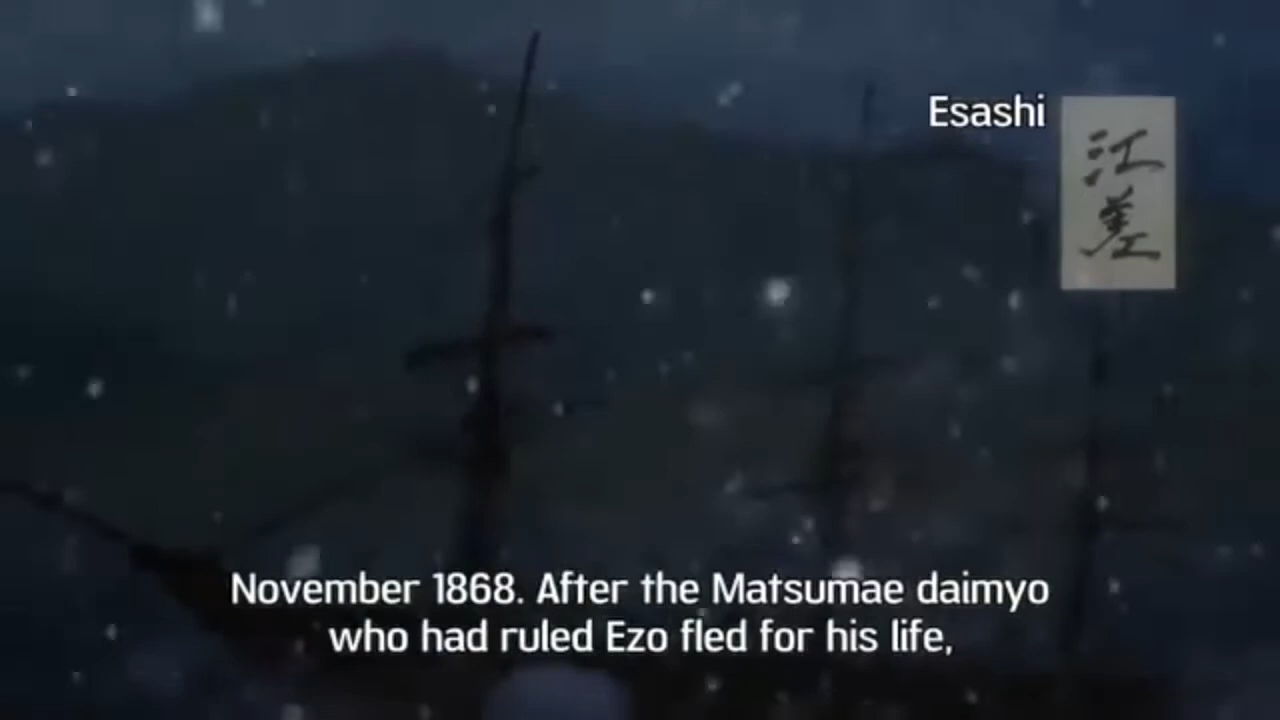 Esashi
江差
November 1868. After the Matsumae daimyo
who had ruled Ezo fled for his life,